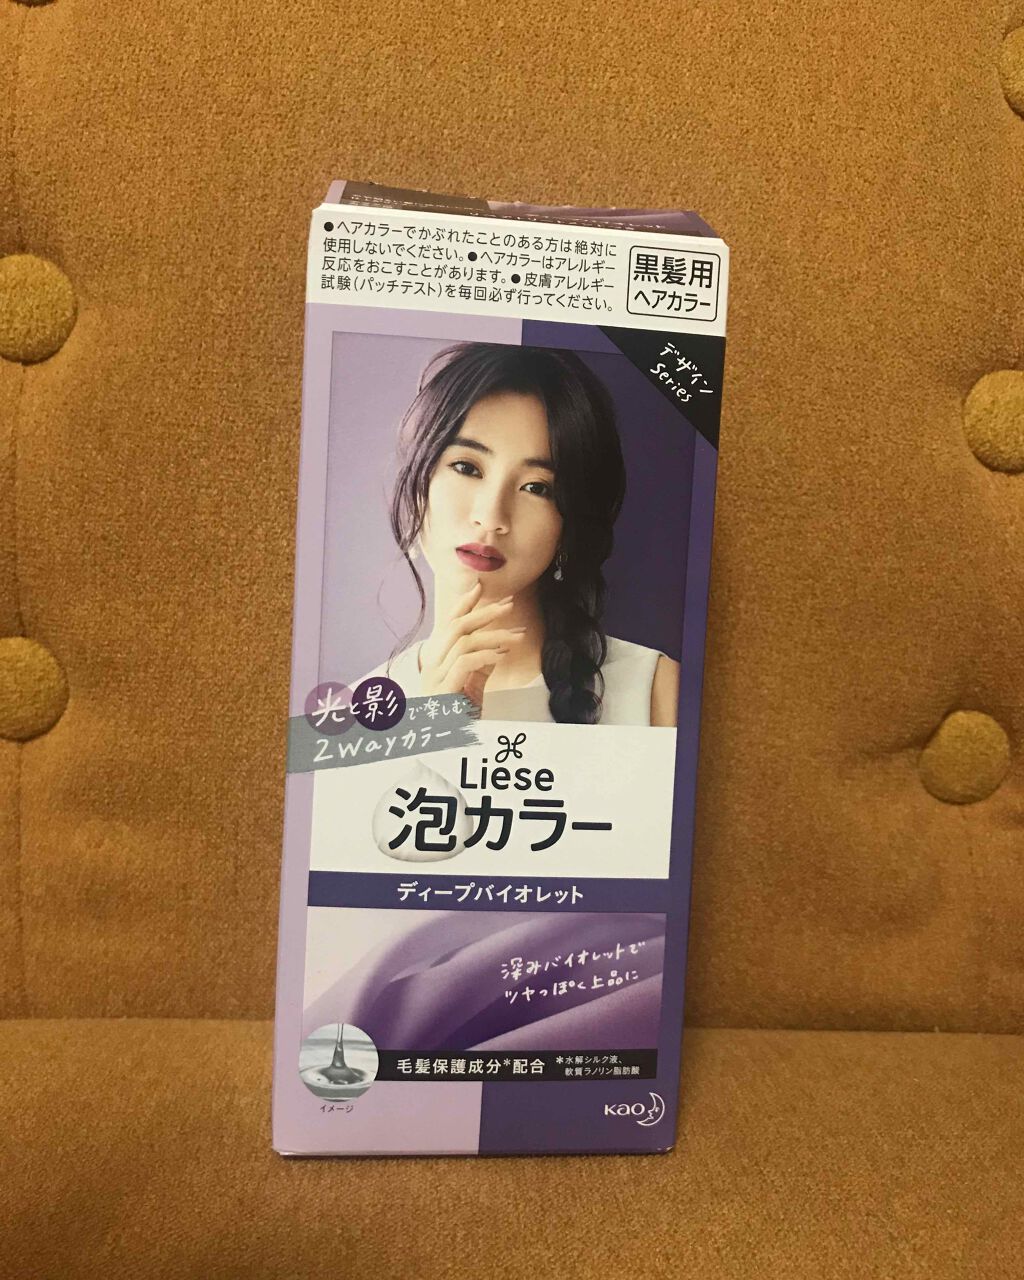 ●ヘアカラーでかぶれたことのある方は絶対に
使用しないでください。●ヘアカラーはアレルギー
反応をおこすことがあります。●皮膚アレルギー
試験(パッチテスト)を毎回必ず行ってください。
黒髪用
ヘアカラー
デザイン
Series
光と影で楽しむ
2wayカラー
Liese
泡カラー
ディープバイオレット
深みバイオレットで
ツヤっぽく上品に
毛髪保護成分*配合
*水解シルク液、
軟質ラノリン脂肪酸
イメージ
Kao